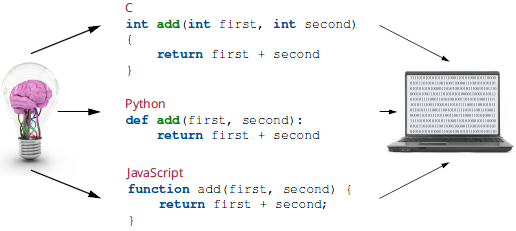 C
int add(int first, int second)
{
    return first + second
}
Python
def add(first, second):
    return first + second
JavaScript
function add(first, second) {
    return first + second;
}